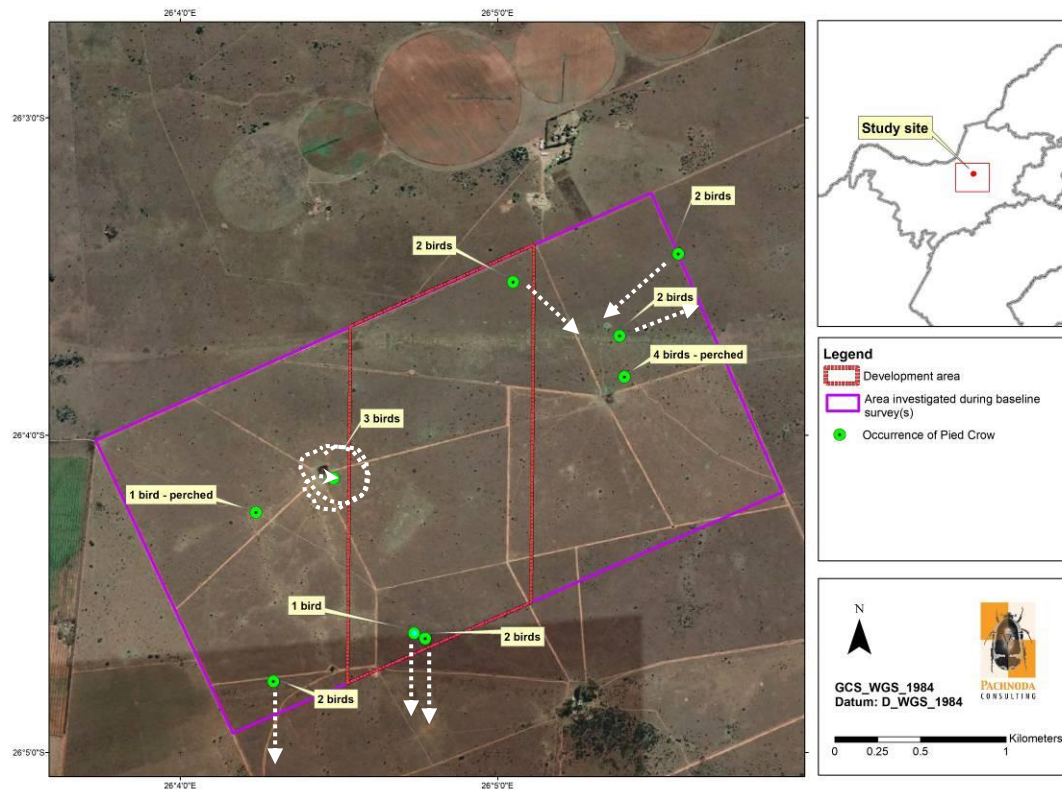 26°4'0"E
26°5'0"E
26°3'0"S
26°4'0"S
26°5'0"S
2 birds
2 birds
2 birds
4 birds - perched
3 birds
1 bird - perched
1 bird
2 birds
2 birds
26°4'0"E
26°5'0"E
Study site
Legend
Development area
Area investigated during baseline
survey(s)
Occurrence of Pied Crow
N
GCS_WGS_1984
Datum: D_WGS_1984
PACHNODA
CONSULTING
Kilometers
0 0.25 0.5 1